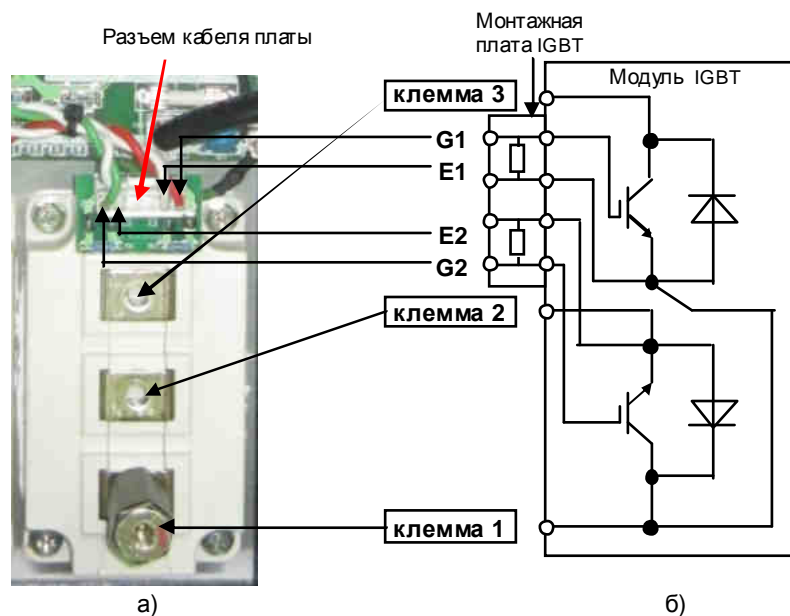 Разъем кабеля платы
Монтажная
плата IGBT
Модуль IGBT
клемма 3
G1
E1
E2
G2
клемма 2
клемма 1
а)
б)